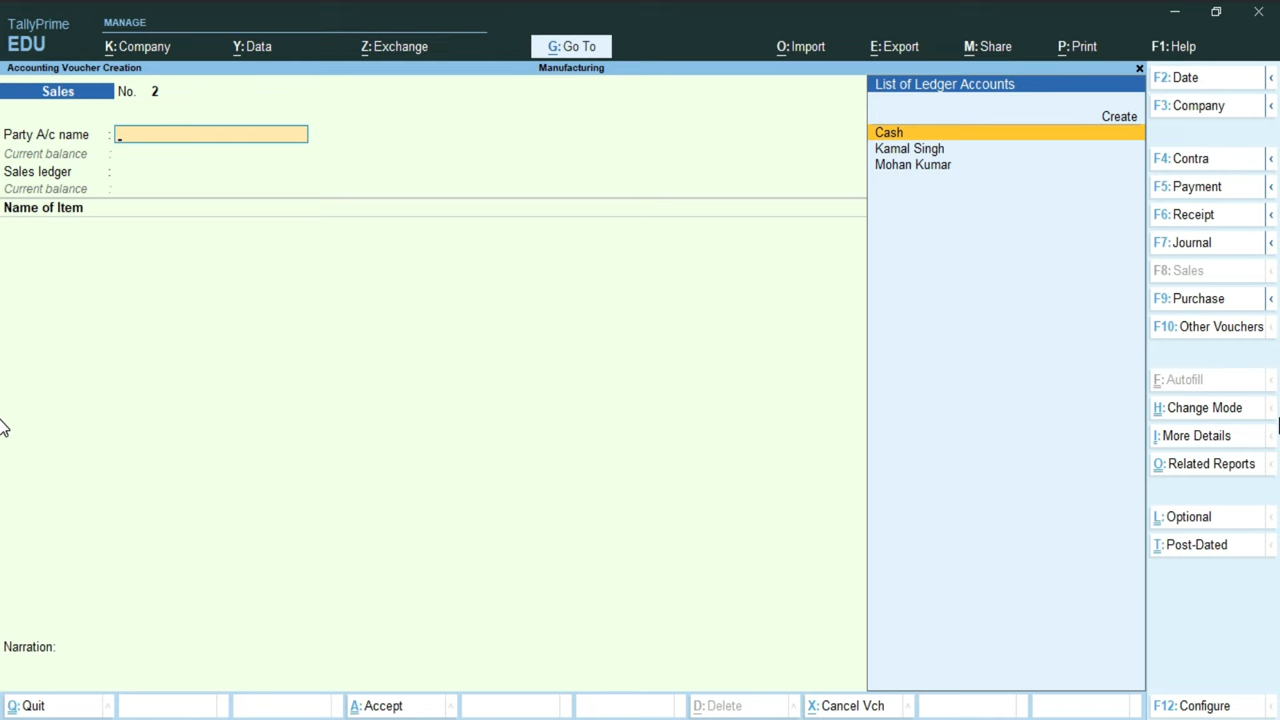 TallyPrime
EDU
MANAGE
K: Company
Y: Data
Z: Exchange
G: Go To
O: Import
E: Export
M: Share
P: Print
F1: Help
Accounting Voucher Creation
Manufacturing
Sales No. 2
Party A/c name :
Current balance :
Sales ledger :
Current balance :
Name of Item
Narration:
List of Ledger Accounts
Create
Cash
Kamal Singh
Mohan Kumar
F2: Date
F3: Company
F4: Contra
F5: Payment
F6: Receipt
F7: Journal
F8: Sales
F9: Purchase
F10: Other Vouchers
F: Autofill
H: Change Mode
I: More Details
O: Related Reports
L: Optional
T: Post-Dated
Q: Quit
A: Accept
D: Delete
X: Cancel Vch
F12: Configure